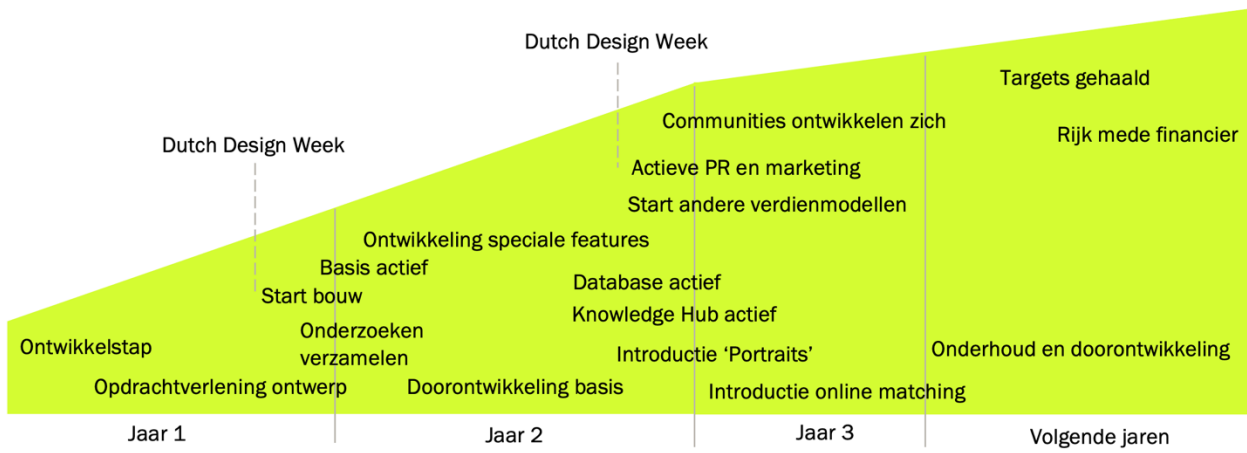 Dutch Design Week
Targets gehaald
Communities ontwikkelen zich
Rijk mede financier
Dutch Design Week
Actieve PR en marketing
Start andere verdienmodellen
Ontwikkeling speciale features
Basis actief
Database actief
Start bouw
Knowledge Hub actief
Onderzoeken
verzamelen
Ontwikkelstap
Introductie ‘Portraits’
Onderhoud en doorontwikkeling
Opdrachtverlening ontwerp
Doorontwikkeling basis
Introductie online matching
Jaar 1
Jaar 2
Jaar 3
Volgende jaren